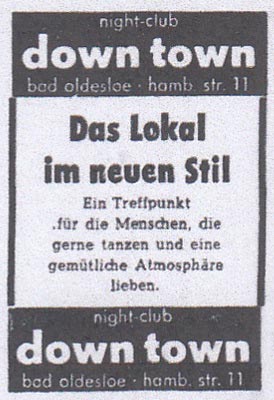 night-club
down town
bad oldesloe · hamb. str. 11
Das Lokal
im neuen Stil
Ein Treffpunkt
.für die Menschen, die
gerne tanzen und eine
gemütliche Atmosphäre
lieben.
night-club
down town
bad oldesloe · hamb. str. 11